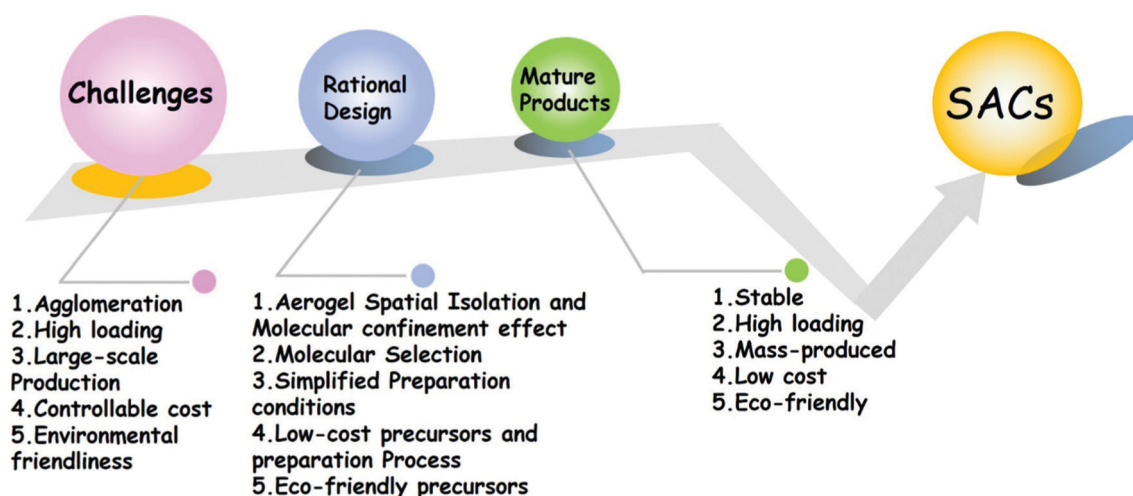 Challenges
Rational
Design
Mature
Products
SACs
1.Agglomeration
2.High loading
3.Large-scale
Production
4.Controllable cost
5.Environmental
friendliness
1.Aerogel Spatial Isolation and
Molecular confinement effect
2.Molecular Selection
3.Simplified Preparation
conditions
4.Low-cost precursors and
preparation Process
5.Eco-friendly precursors
1.Stable
2.High loading
3.Mass-produced
4.Low cost
5.Eco-friendly